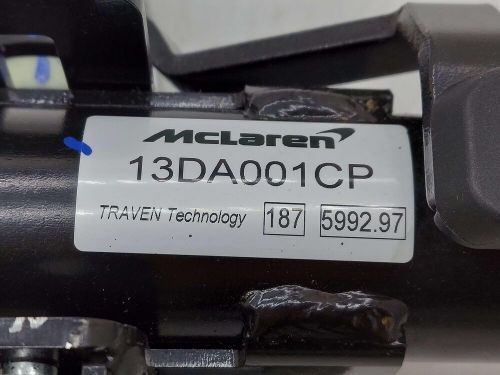 McLaren
13DA001CP
TRAVEN Technology 187 5992.97